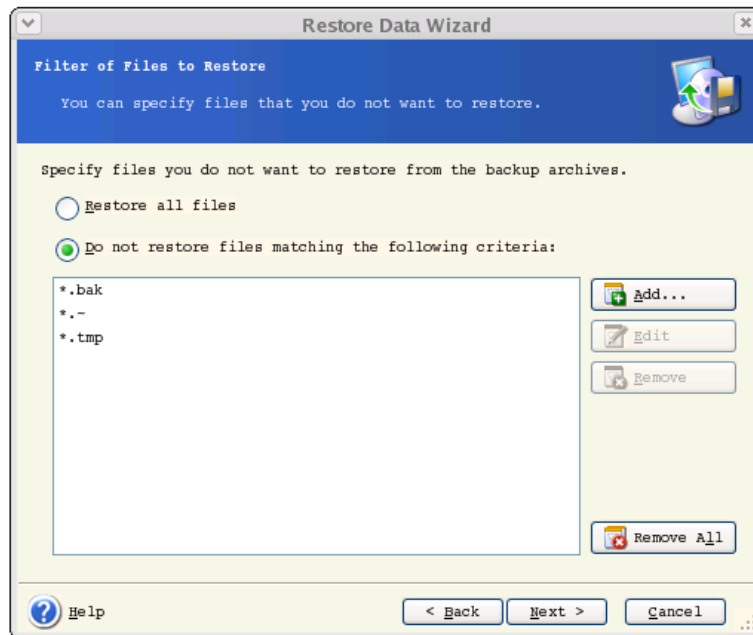 Restore Data Wizard
Filter of Files to Restore
You can specify files that you do not want to restore.
Specify files you do not want to restore from the backup archives.
Restore all files
Do not restore files matching the following criteria:
*.bak
*.~
*.tmp
Add...
Edit
Remove
Remove All
Help
< Back
Next >
Cancel